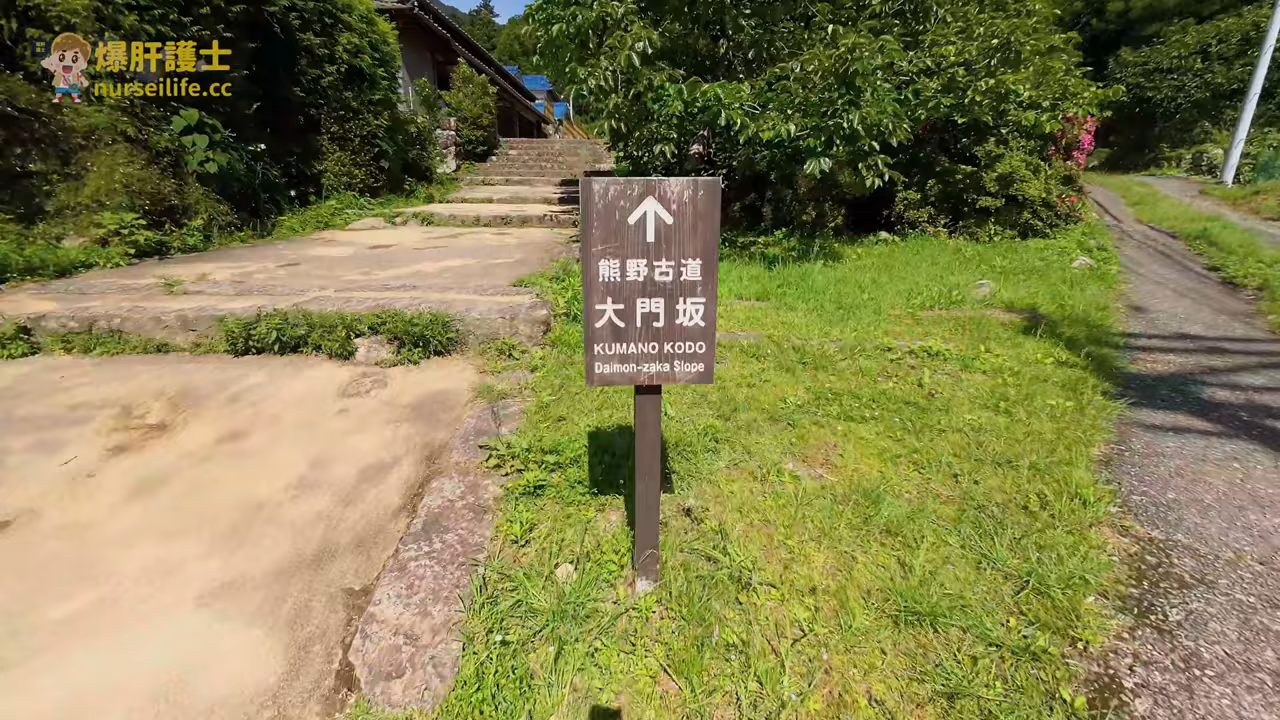 爆肝護士
nurseilife.cc
↑
熊野古道
大門坂
KUMANO KODO
Daimon-zaka Slope